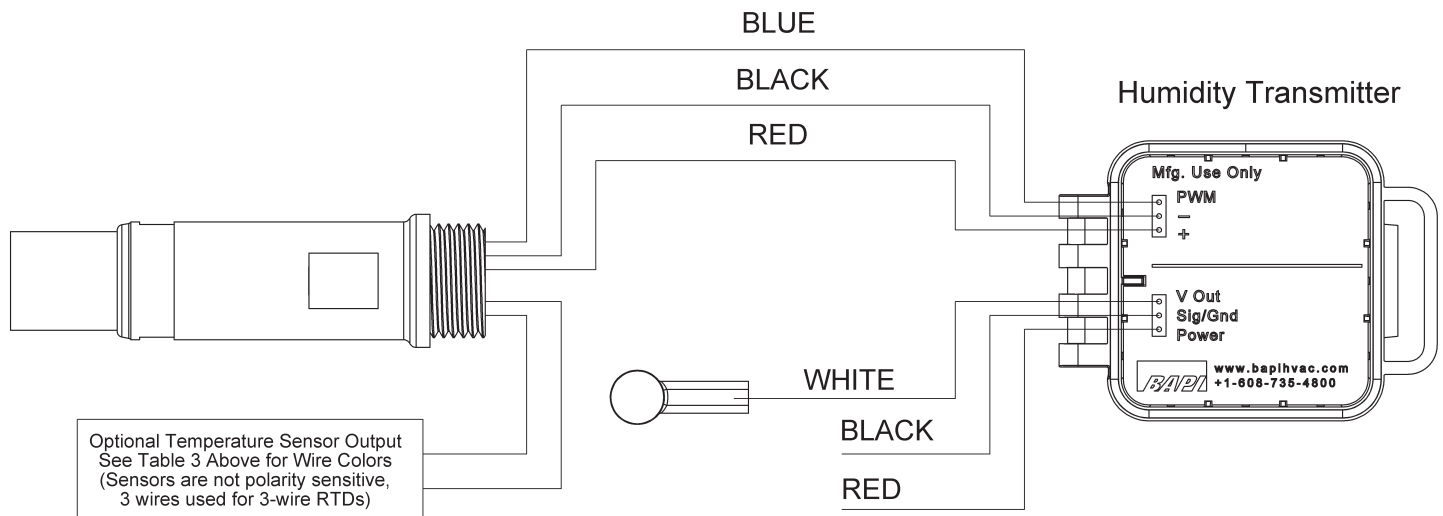 BLUE
BLACK
Humidity Transmitter
RED
Mfg. Use Only
PWM
–
+
V Out
Sig/Gnd
Power
BAPI
www.bapihvac.com
+1-608-735-4800
WHITE
BLACK
RED
Optional Temperature Sensor Output
See Table 3 Above for Wire Colors
(Sensors are not polarity sensitive,
3 wires used for 3-wire RTDs)